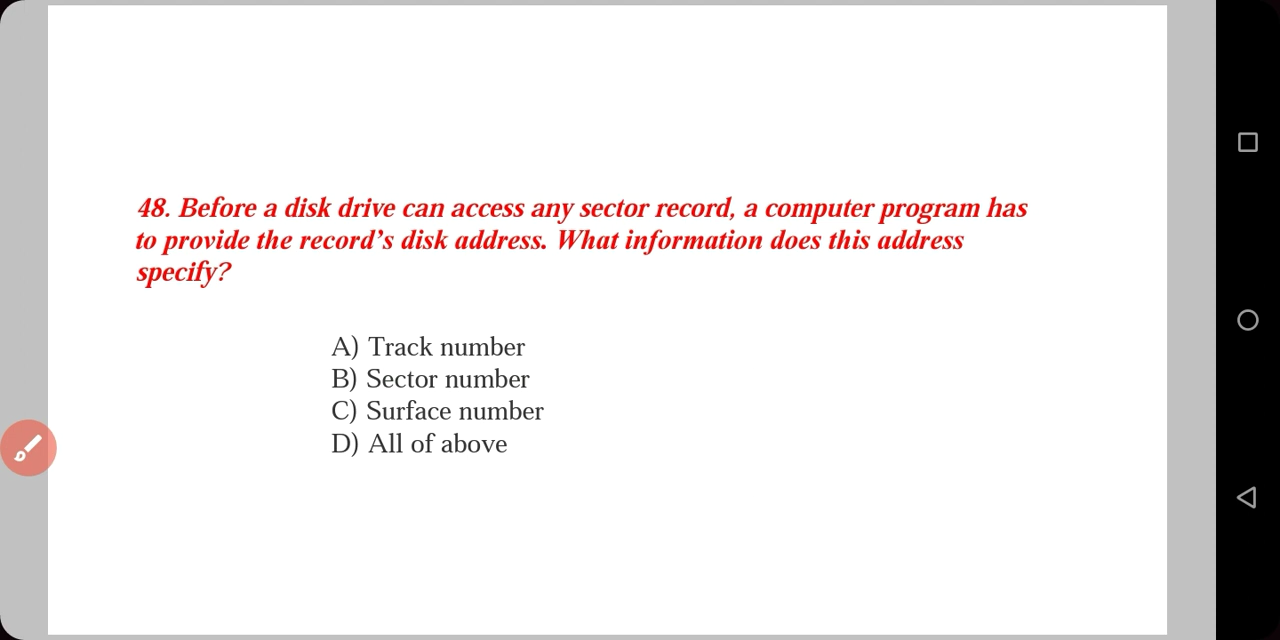 48. Before a disk drive can access any sector record, a computer program has
to provide the record’s disk address. What information does this address
specify?
A) Track number
B) Sector number
C) Surface number
D) All of above